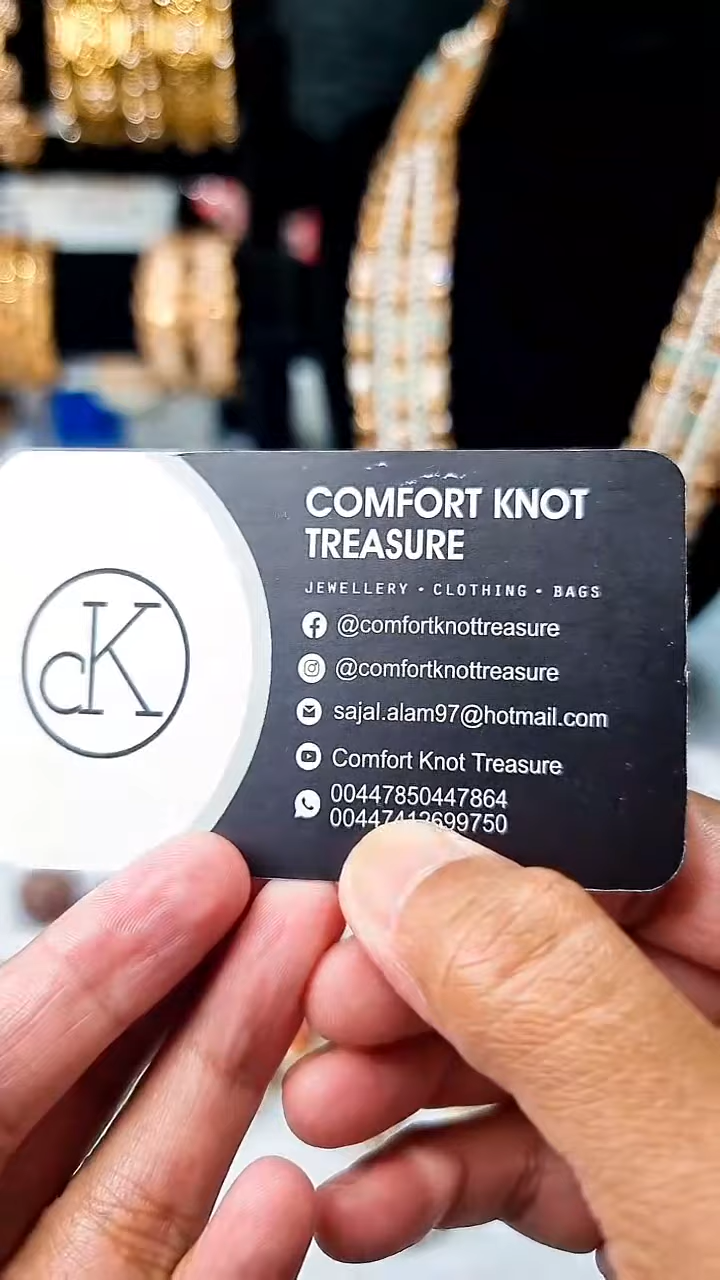 cK
COMFORT KNOT
TREASURE
JEWELLERY • CLOTHING • BAGS
@comfortknottreasure
@comfortknottreasure
sajal.alam97@hotmail.com
Comfort Knot Treasure
00447850447864